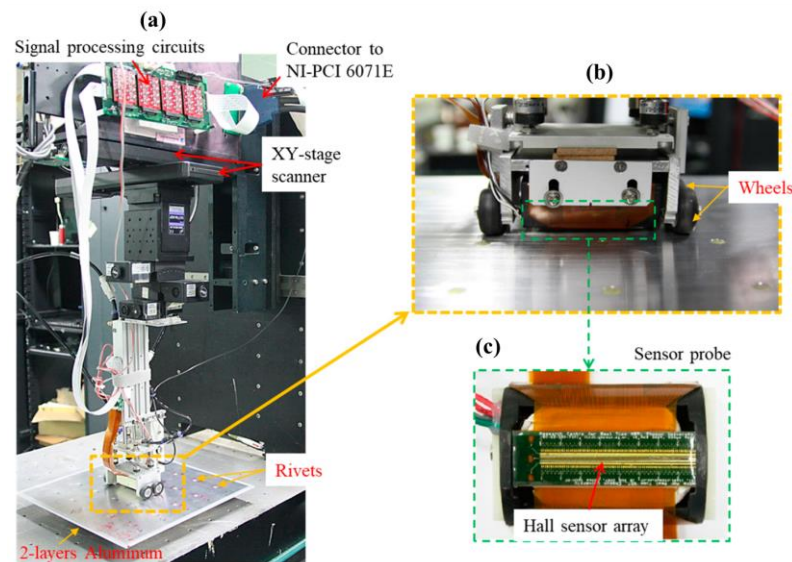 (a)
Signal processing circuits
Connector to
NI-PCI 6071E
XY-stage
scanner
Rivets
2-layers Aluminum
(b)
Wheels
(c)
Sensor probe
Hall sensor array